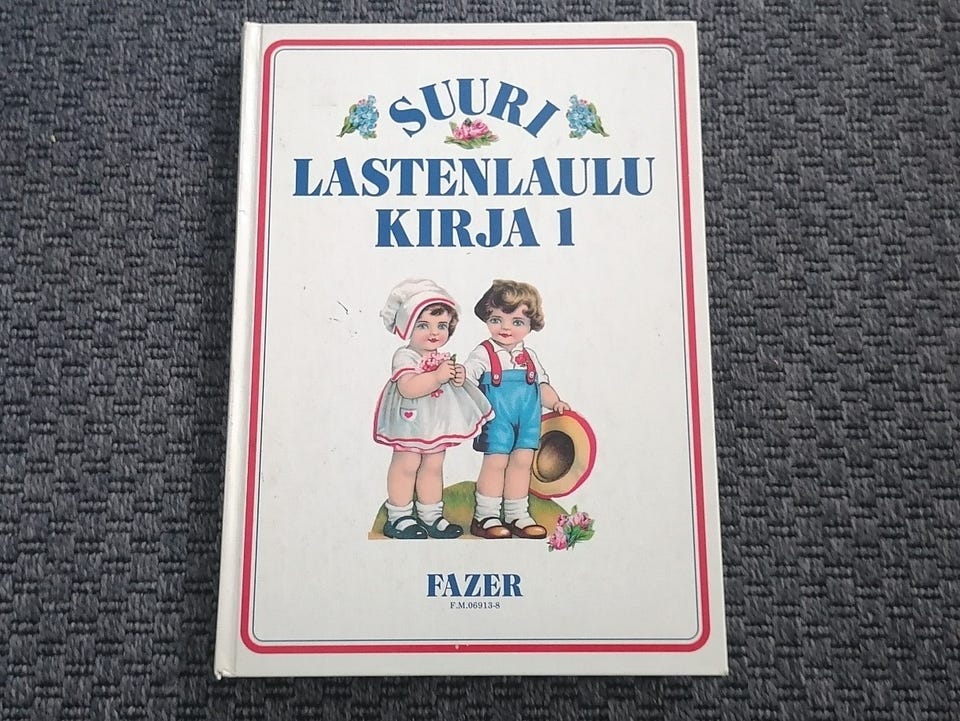 SUURI
LASTENLAULU
KIRJA 1
FAZER
F.M.06913-8